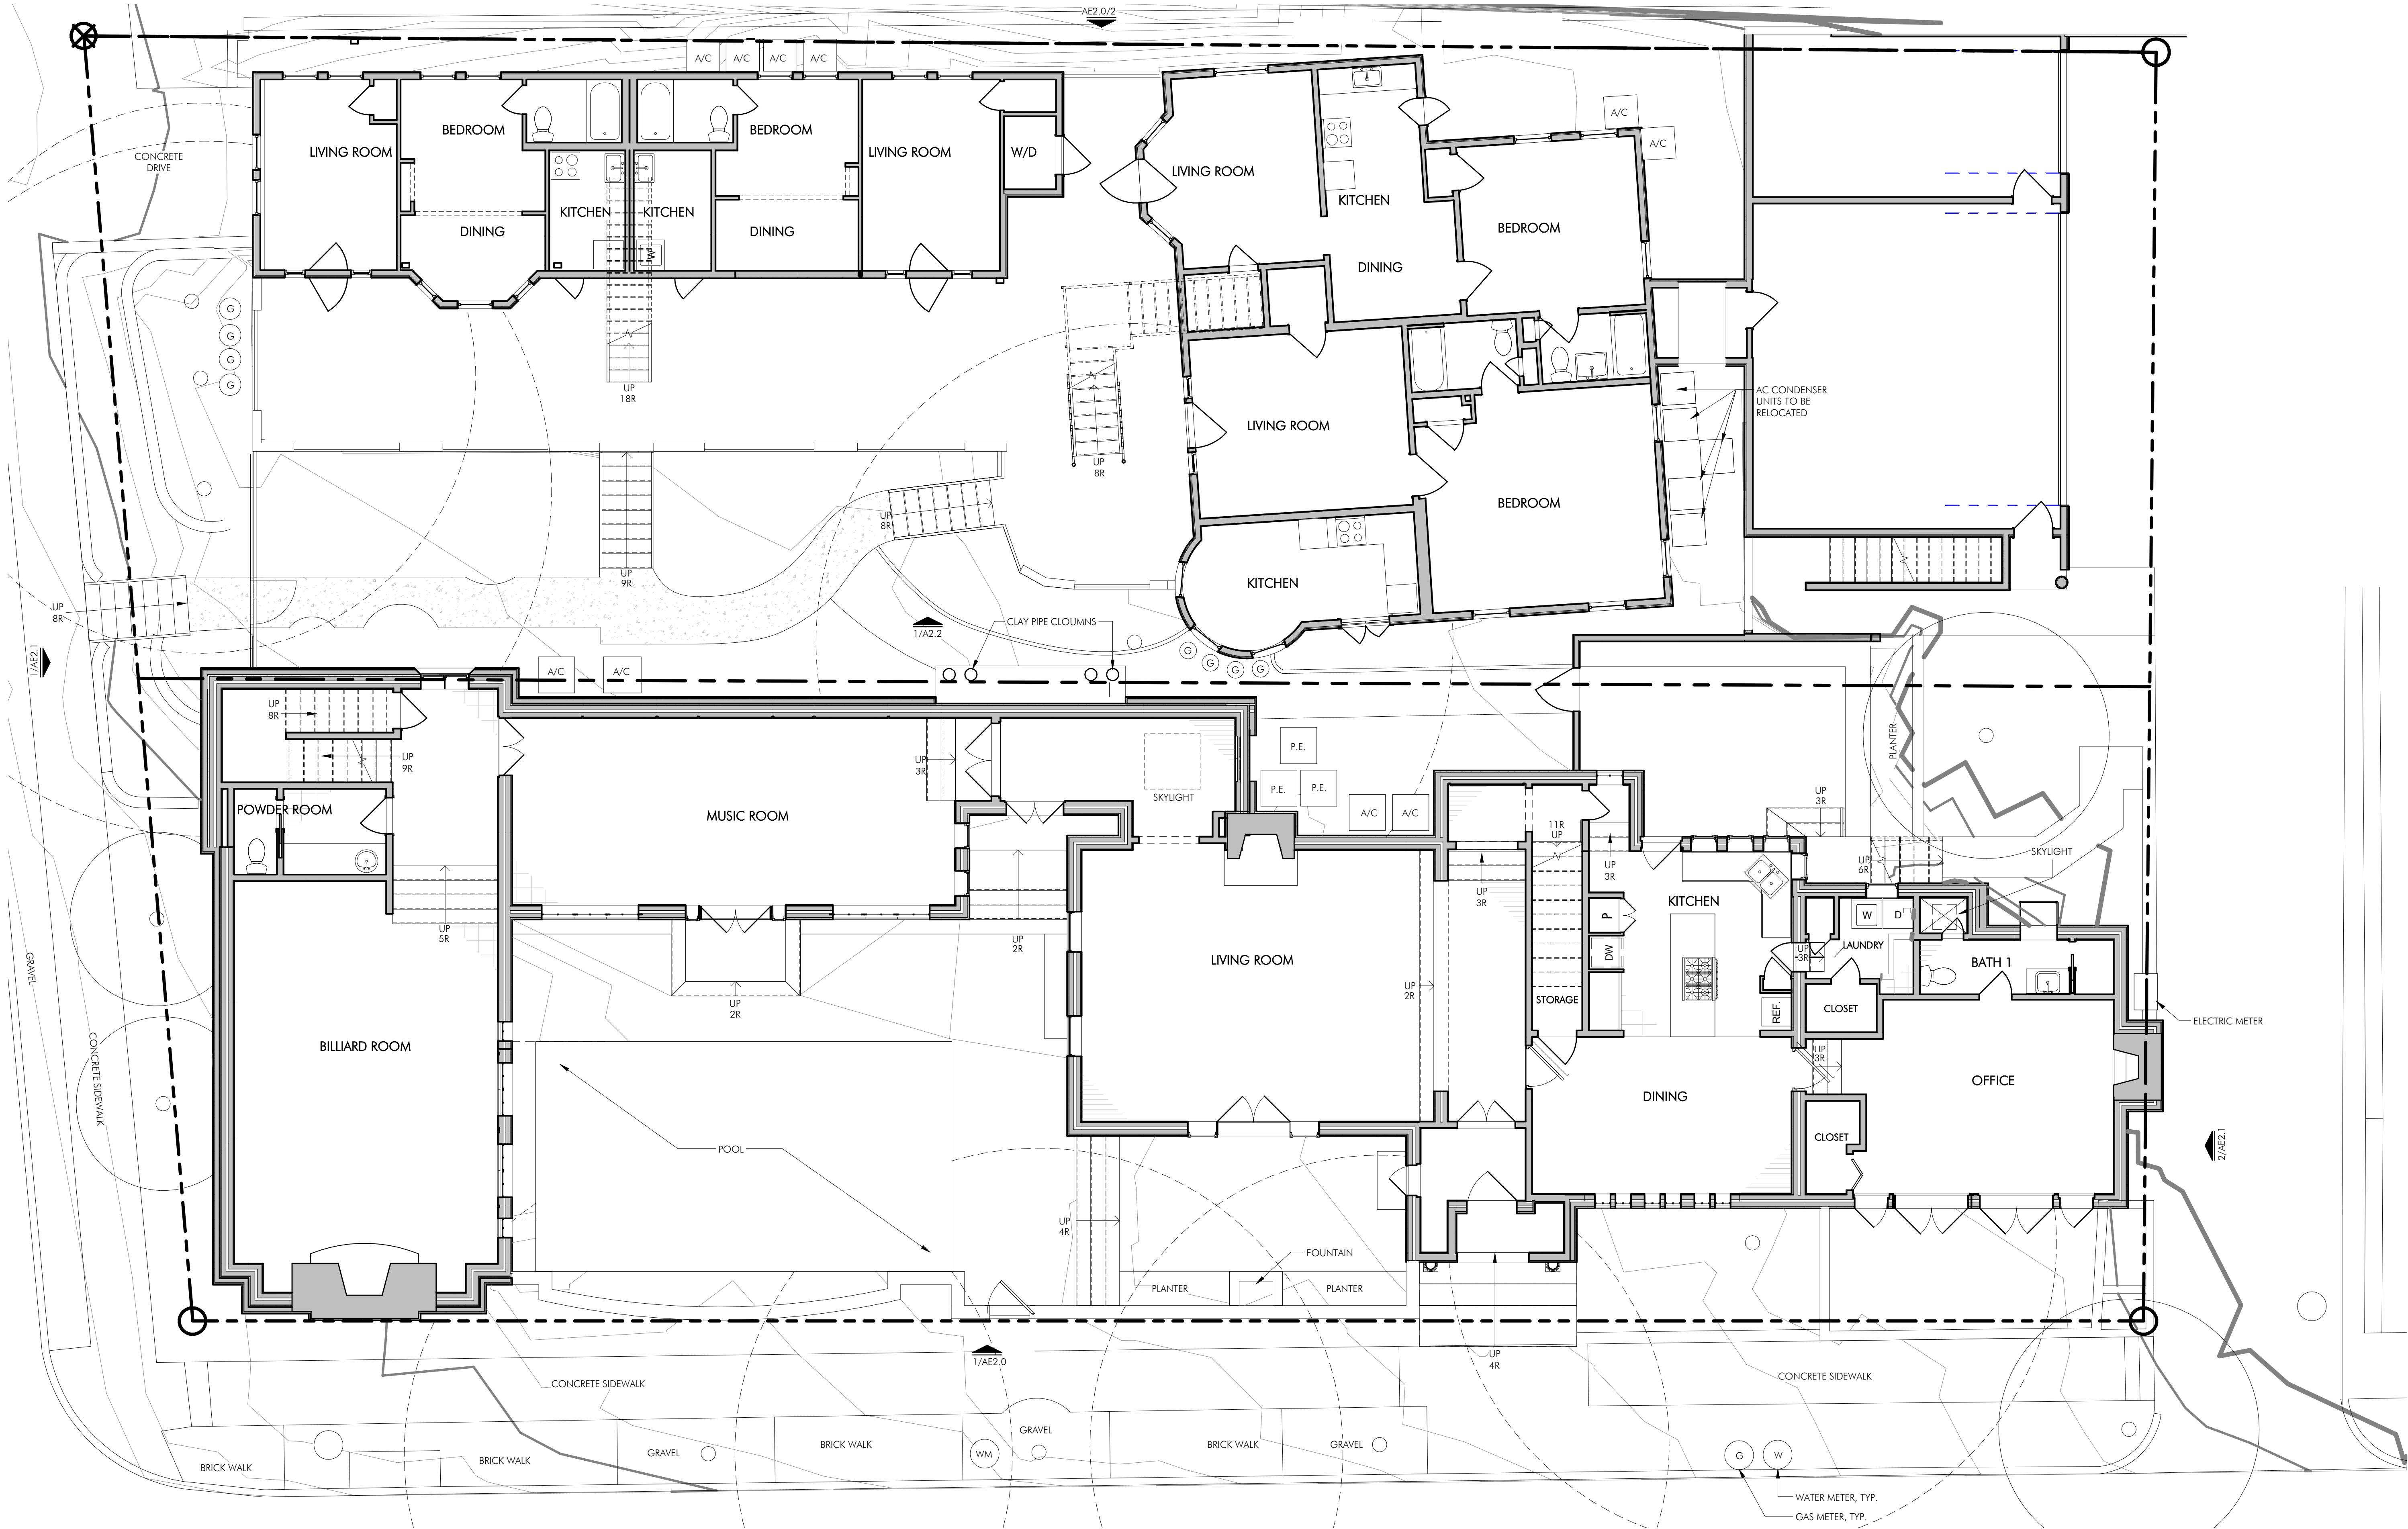 AE2.0/2
A/C
A/C
A/C
A/C
A/C
A/C
CONCRETE
DRIVE
LIVING ROOM
BEDROOM
BEDROOM
LIVING ROOM
W/D
LIVING ROOM
KITCHEN
BEDROOM
KITCHEN
KITCHEN
DINING
DINING
W
DINING
G
G
G
G
UP
18R
AC CONDENSER
UNITS TO BE
RELOCATED
LIVING ROOM
UP
8R
BEDROOM
UP
8R
UP
9R
KITCHEN
UP
8R
CLAY PIPE CLOUMNS
1/A2.2
1/AE2.1
G
G
G
G
A/C
A/C
UP
8R
UP
9R
UP
3R
P.E.
P.E.
P.E.
SKYLIGHT
PLANTER
POWDER ROOM
MUSIC ROOM
A/C
A/C
UP
3R
11R
UP
UP
3R
UP
3R
UP
6R
SKYLIGHT
KITCHEN
P
W
D
DW
LAUNDRY
UP
3R
BATH 1
UP
5R
UP
2R
LIVING ROOM
GRAVEL
UP
2R
UP
2R
STORAGE
REF.
CLOSET
ELECTRIC METER
BILLIARD ROOM
CONCRETE SIDEWALK
UP
3R
OFFICE
DINING
POOL
CLOSET
2/AE2.1
UP
4R
FOUNTAIN
PLANTER
PLANTER
1/AE2.0
UP
4R
CONCRETE SIDEWALK
CONCRETE SIDEWALK
GRAVEL
BRICK WALK
BRICK WALK
GRAVEL
GRAVEL
BRICK WALK
BRICK WALK
WM
G
W
WATER METER, TYP.
GAS METER, TYP.